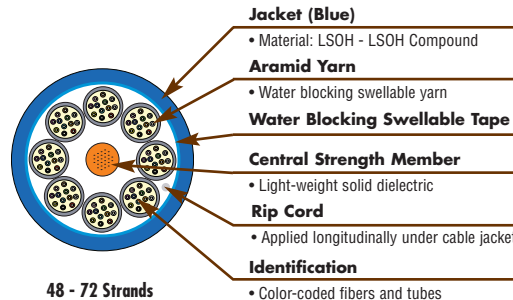 Jacket (Blue)
• Material: LSOH - LSOH Compound
Aramid Yarn
• Water blocking swellable yarn
Water Blocking Swellable Tape
Central Strength Member
• Light-weight solid dielectric
Rip Cord
• Applied longitudinally under cable jacket
Identification
• Color-coded fibers and tubes
48 - 72 Strands